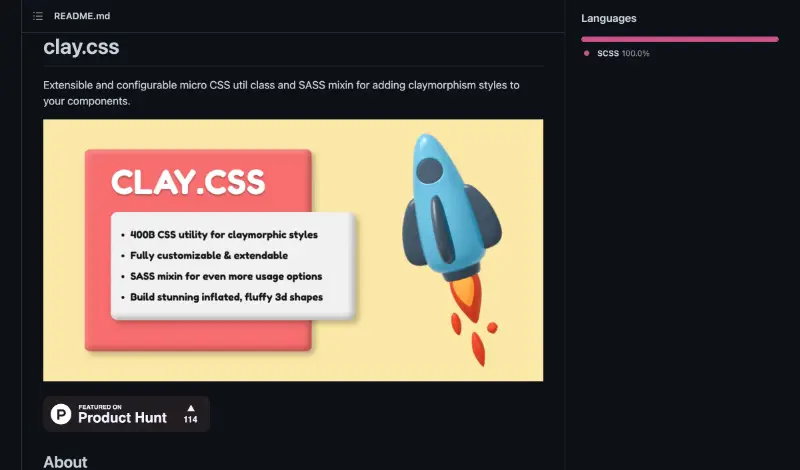 README.md
clay.css
Extensible and configurable micro CSS util class and SASS mixin for adding claymorphism styles to
your components.
CLAY.CSS
• 400B CSS utility for claymorphic styles
• Fully customizable & extendable
• SASS mixin for even more usage options
• Build stunning inflated, fluffy 3d shapes
P
FEATURED ON
Product Hunt
▲
114
About
Languages
SCSS 100.0%